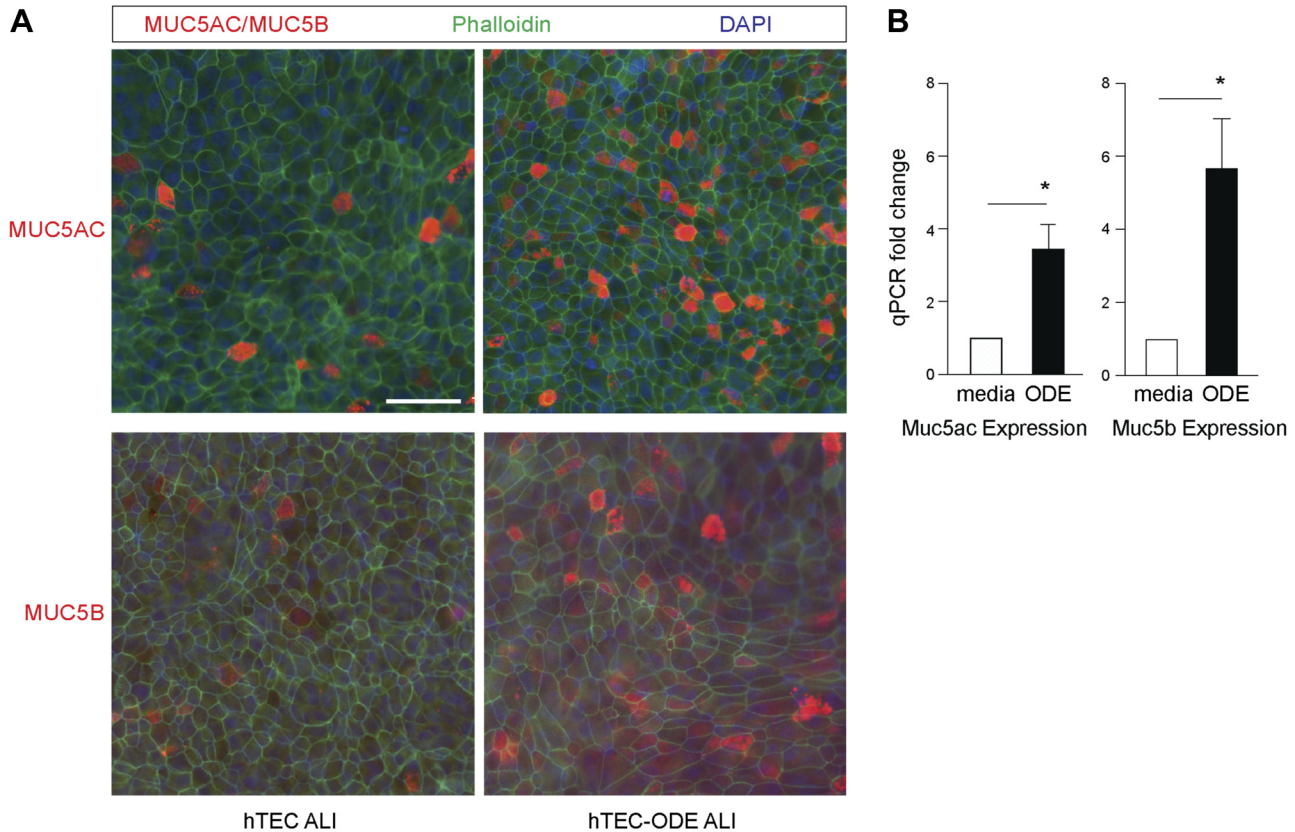 A
MUC5AC/MUC5B Phalloidin DAPI
MUC5AC
MUC5B
hTEC ALI hTEC-ODE ALI
B
qPCR fold change
8
6
4
2
0
*
media ODE
Muc5ac Expression
8
6
4
2
0
*
media ODE
Muc5b Expression